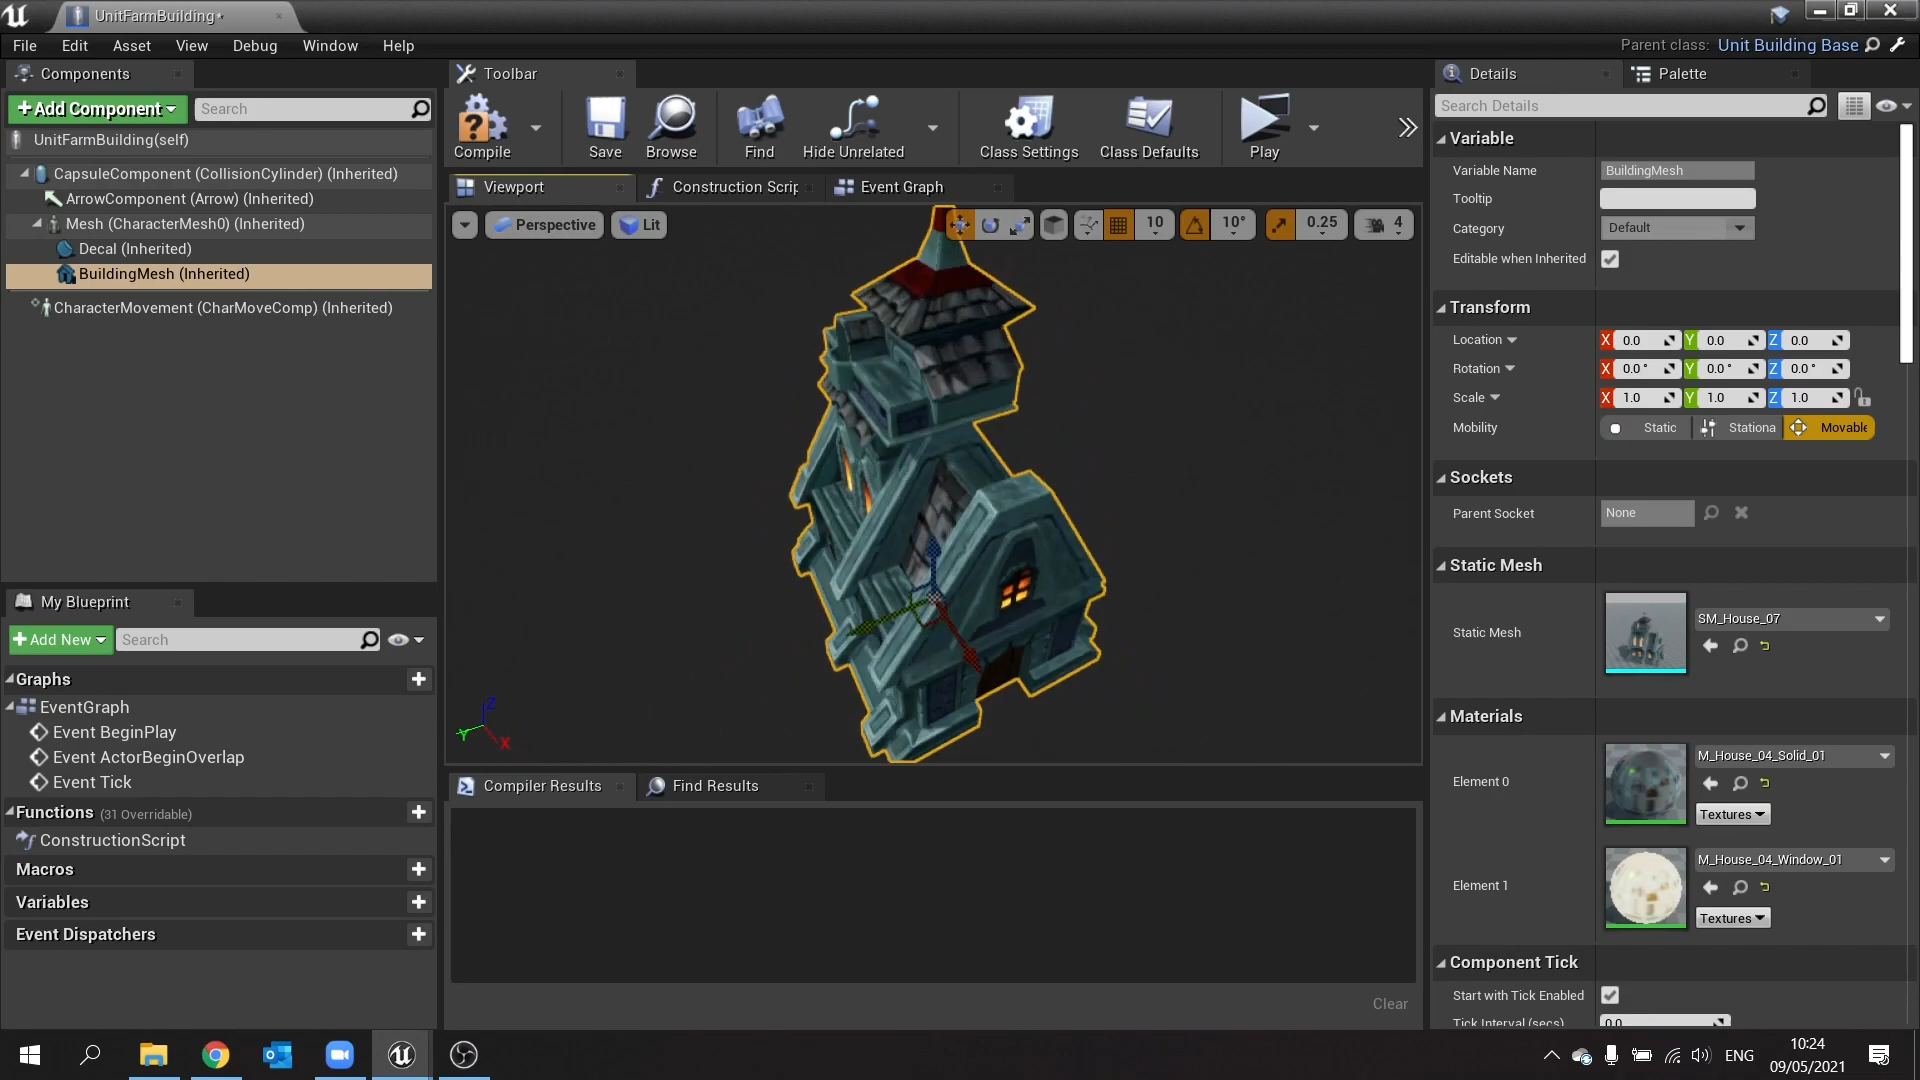 UnitFarmBuilding*
File Edit Asset View Debug Window Help
Parent class: Unit Building Base
Components
+Add Component
Search
UnitFarmBuilding(self)
CapsuleComponent (CollisionCylinder) (Inherited)
ArrowComponent (Arrow) (Inherited)
Mesh (CharacterMesh0) (Inherited)
Decal (Inherited)
BuildingMesh (Inherited)
CharacterMovement (CharMoveComp) (Inherited)
My Blueprint
+Add New
Search
Graphs
EventGraph
Event BeginPlay
Event ActorBeginOverlap
Event Tick
Functions (31 Overridable)
ConstructionScript
Macros
Variables
Event Dispatchers
Toolbar
Compile
Save
Browse
Find
Hide Unrelated
Class Settings
Class Defaults
Play
Viewport
Construction Scrip
Event Graph
Perspective
Lit
10
10°
0.25
4
Z
Y
X
Compiler Results
Find Results
Clear
Details
Palette
Search Details
Variable
Variable Name BuildingMesh
Tooltip
Category Default
Editable when Inherited
Transform
Location X 0.0 Y 0.0 Z 0.0
Rotation X 0.0° Y 0.0° Z 0.0°
Scale X 1.0 Y 1.0 Z 1.0
Mobility Static Stationa Movable
Sockets
Parent Socket None
Static Mesh
Static Mesh SM_House_07
Materials
Element 0 M_House_04_Solid_01
Textures
Element 1 M_House_04_Window_01
Textures
Component Tick
Start with Tick Enabled
Tick Interval (secs) 0.0
ENG
10:24
09/05/2021